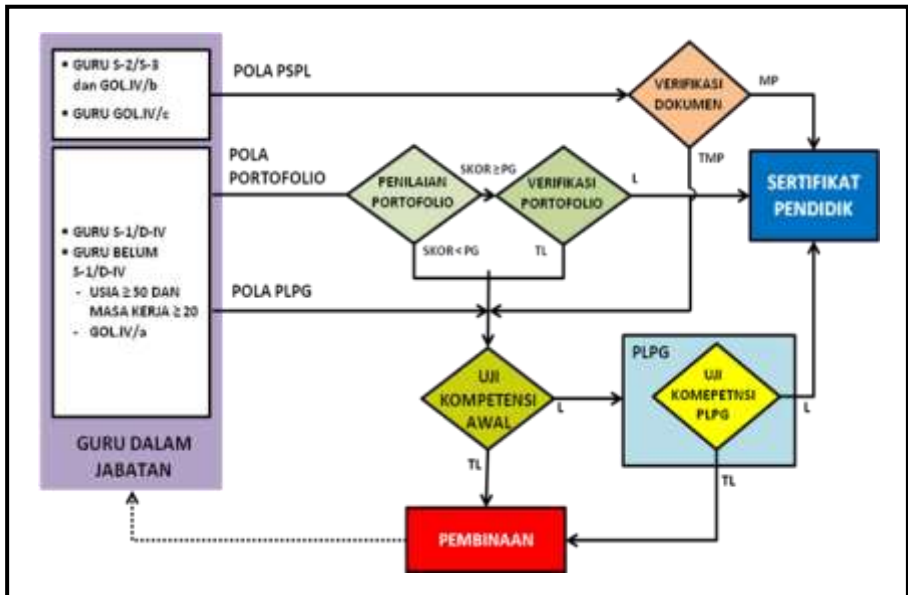 • GURU S-2/S-3
dan GOL.IV/b
• GURU GOL.IV/c
POLA PSPL
VERIFIKASI
DOKUMEN
MP
TMP
POLA
PORTOFOLIO
PENILAIAN
PORTOFOLIO
SKOR≥PG
VERIFIKASI
PORTOFOLIO
L
SERTIFIKAT
PENDIDIK
SKOR<PG
TL
• GURU S-1/D-IV
• GURU BELUM
S-1/D-IV
- USIA ≥ 50 DAN
MASA KERJA ≥ 20
- GOL.IV/a
POLA PLPG
UJI
KOMPETENSI
AWAL
L
PLPG
UJI
KOMEPETNSI
PLPG
L
TL
TL
GURU DALAM
JABATAN
PEMBINAAN